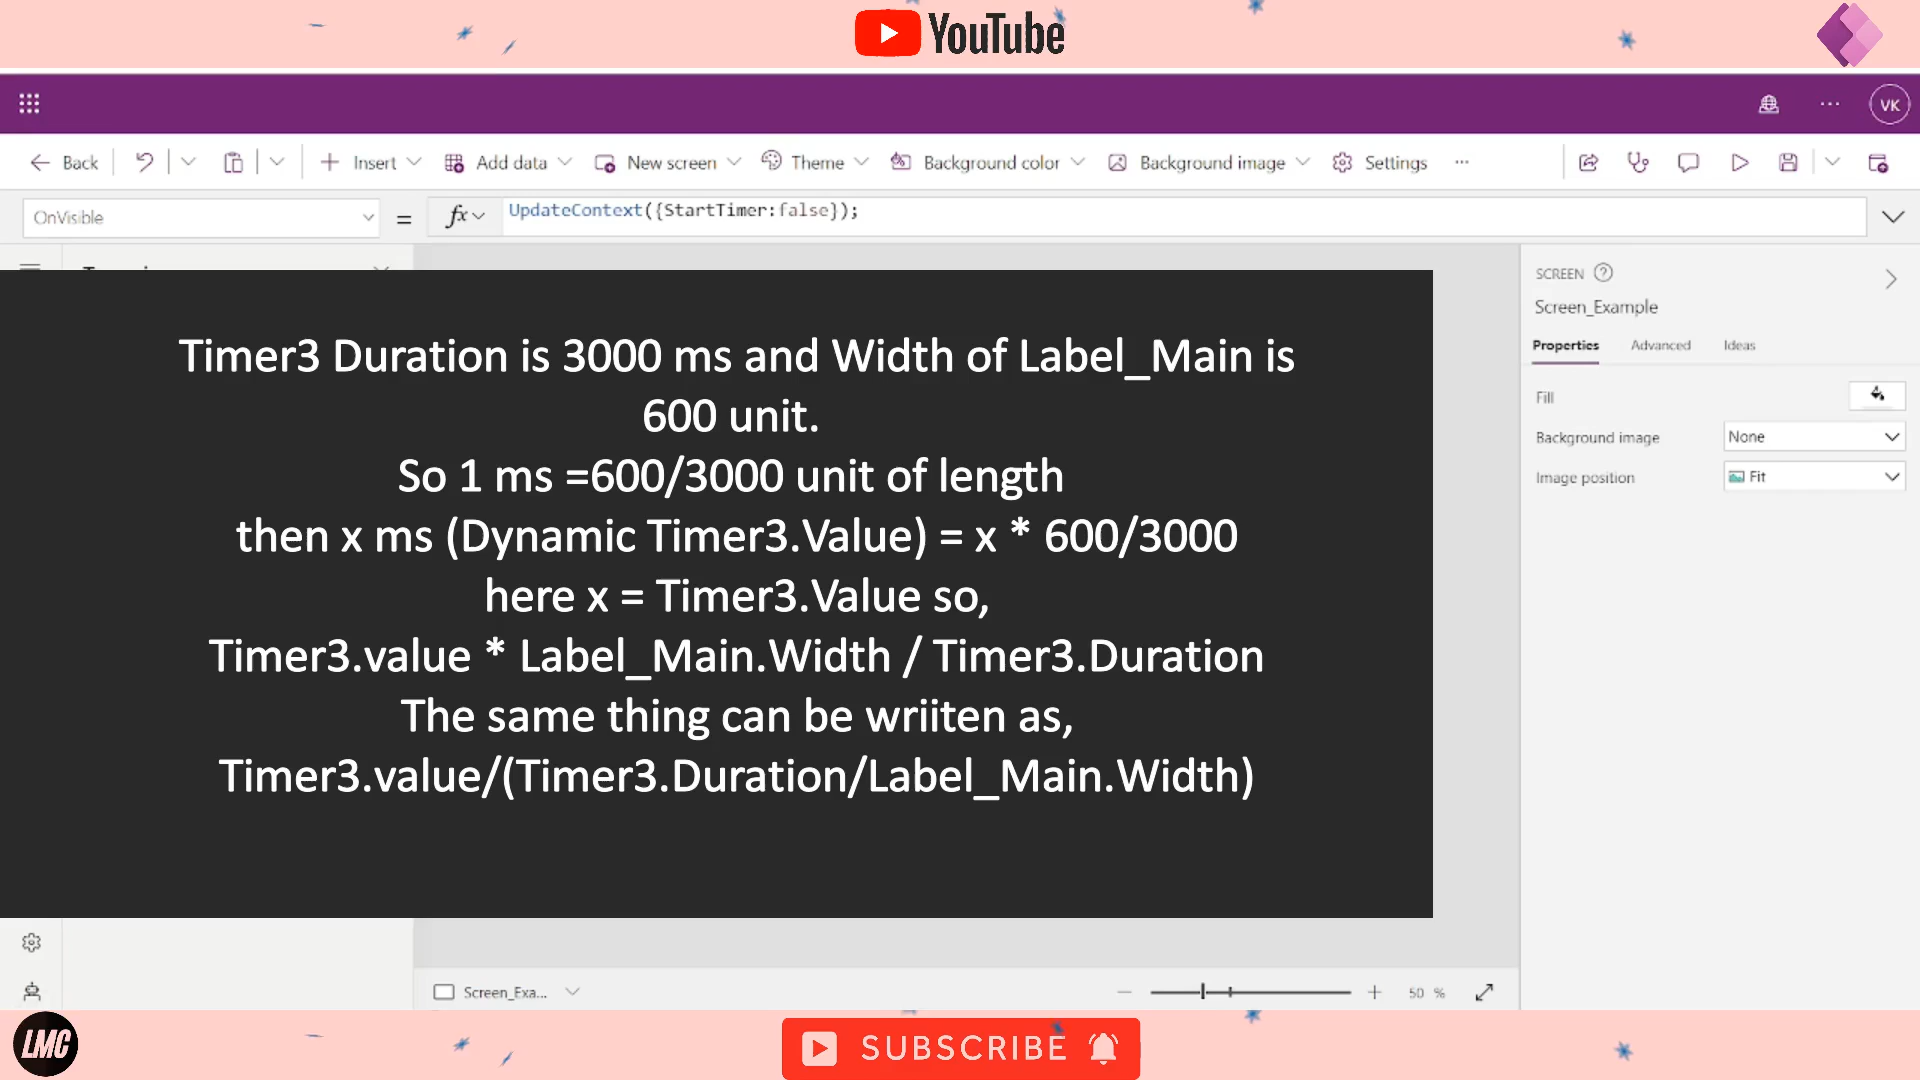 YouTube
VK
Back
Insert
Add data
New screen
Theme
Background color
Background image
Settings
OnVisible
=
fx
UpdateContext({StartTimer:false});
SCREEN
Screen_Example
Properties
Advanced
Ideas
Fill
Background image
None
Image position
Fit
Timer3 Duration is 3000 ms and Width of Label_Main is
600 unit.
So 1 ms =600/3000 unit of length
then x ms (Dynamic Timer3.Value) = x * 600/3000
here x = Timer3.Value so,
Timer3.value * Label_Main.Width / Timer3.Duration
The same thing can be wriiten as,
Timer3.value/(Timer3.Duration/Label_Main.Width)
Screen_Exa...
50 %
LMC
SUBSCRIBE